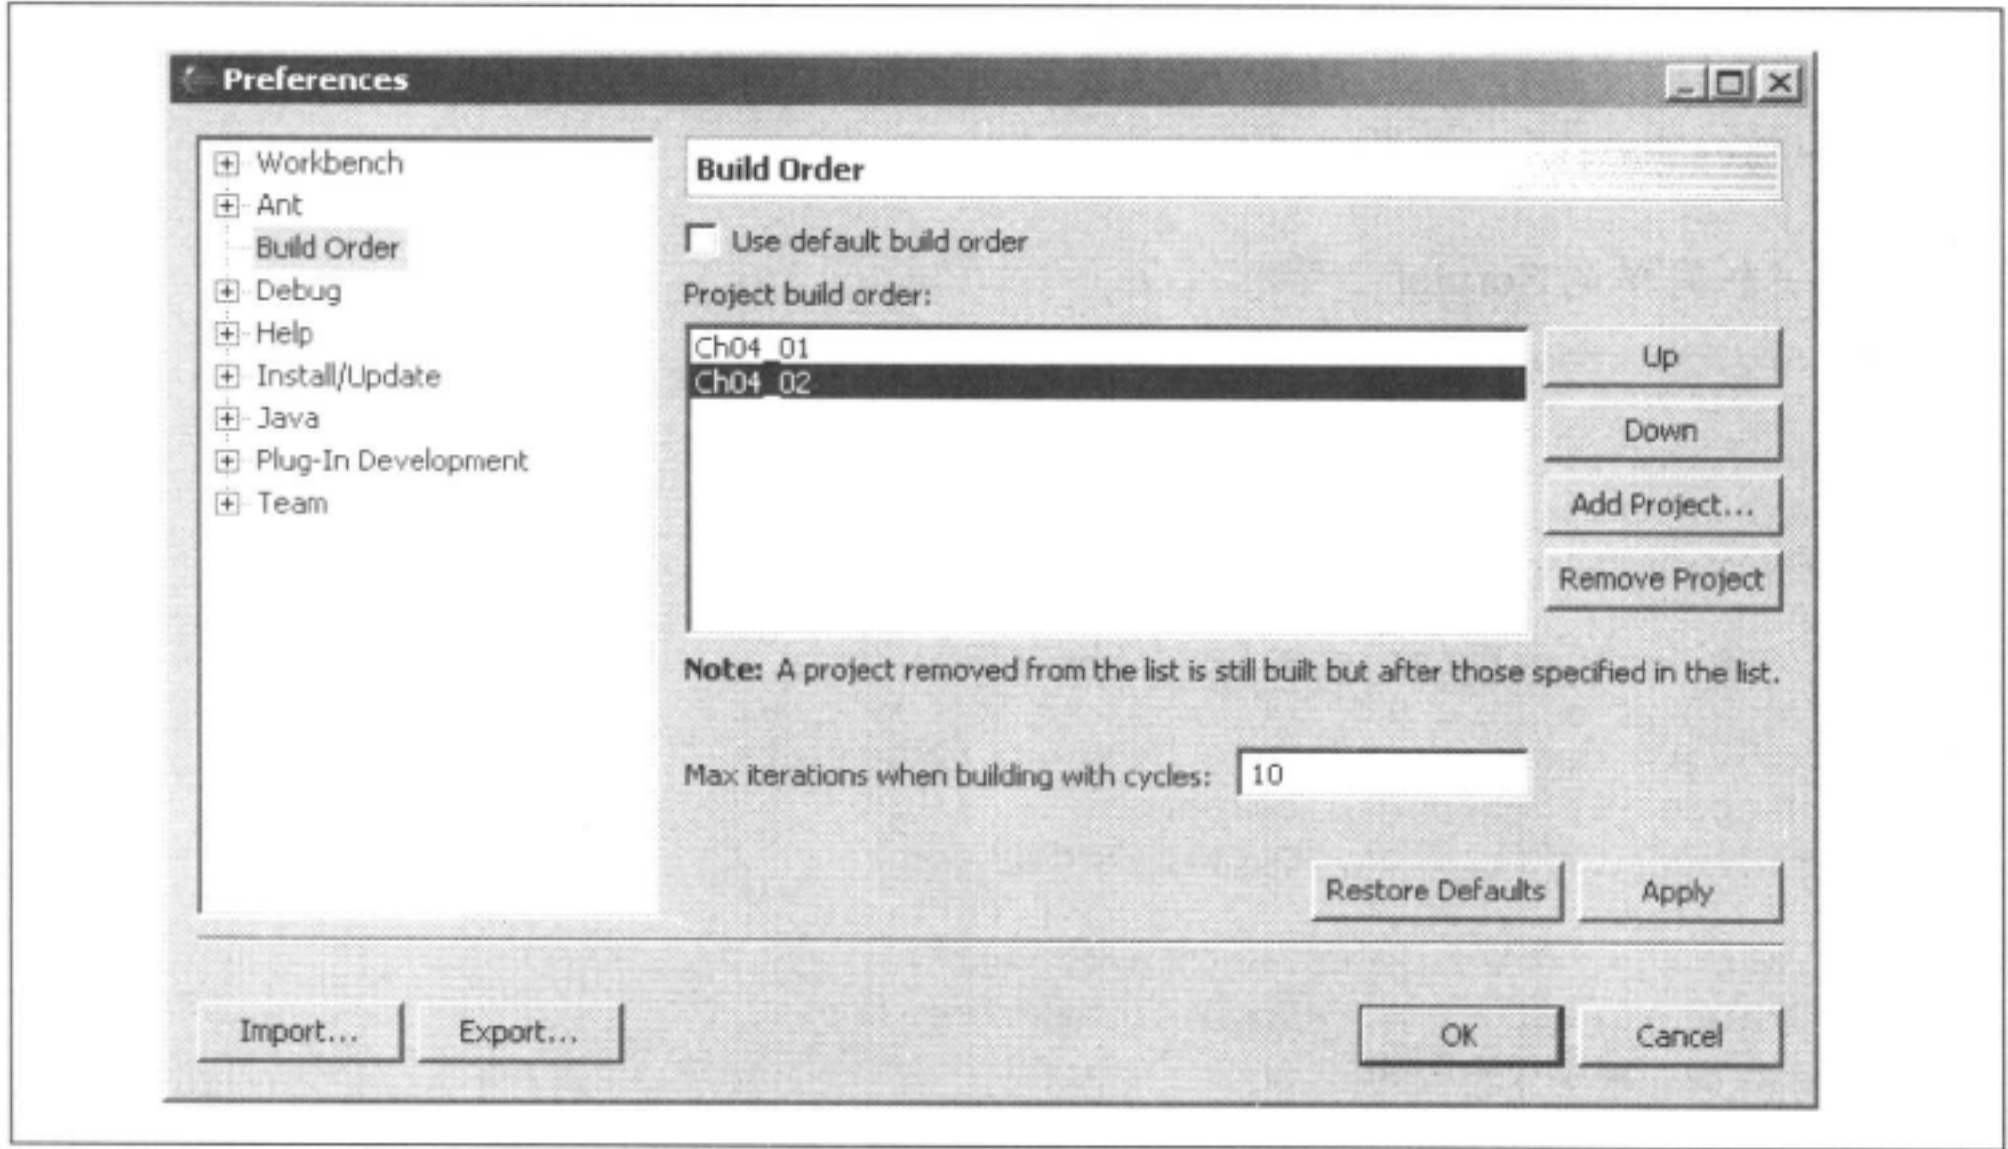 Preferences
Workbench
Ant
Build Order
Debug
Help
Install/Update
Java
Plug-In Development
Team
Build Order
Use default build order
Project build order:
Ch04_01
Ch04_02
Up
Down
Add Project...
Remove Project
Note: A project removed from the list is still built but after those specified in the list.
Max iterations when building with cycles: 10
Restore Defaults
Apply
Import...
Export...
OK
Cancel